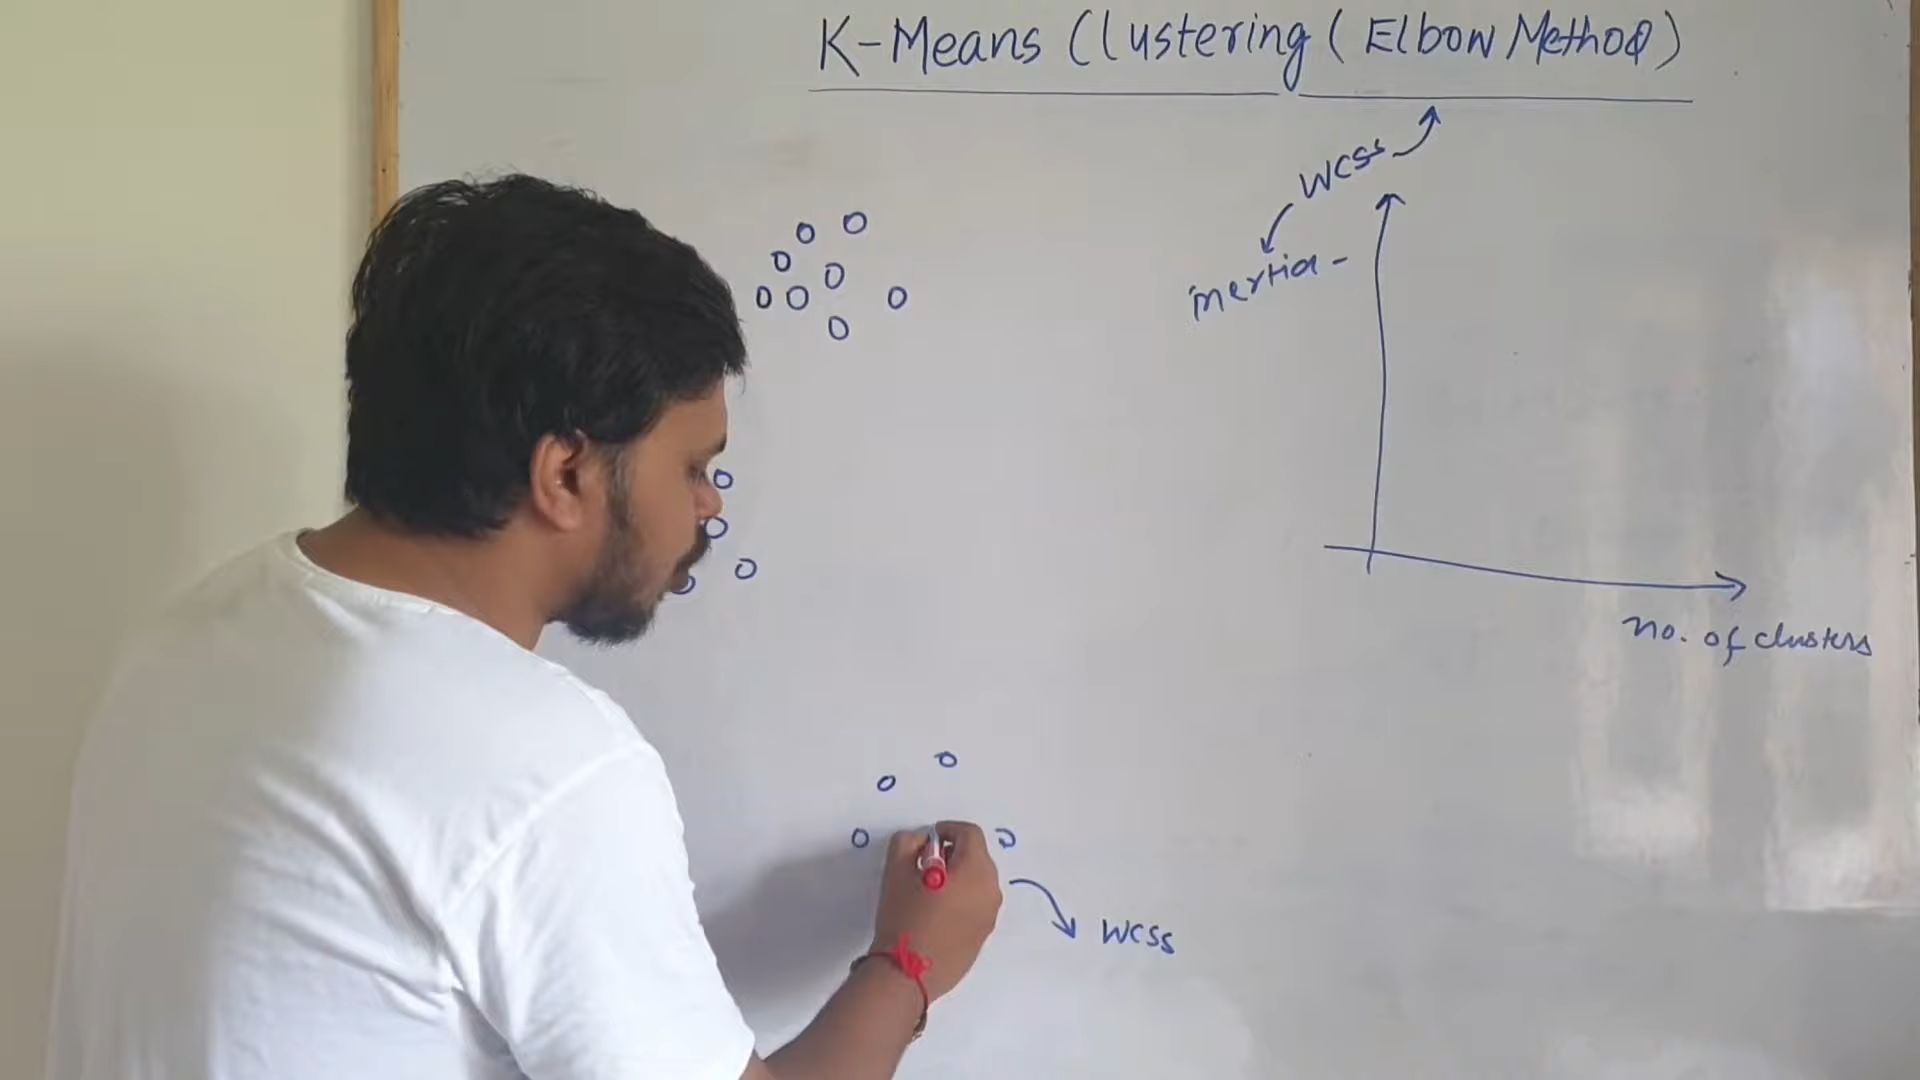 K-Means Clustering (Elbow Method)
WCSS
inertia -
no. of clusters
WCSS